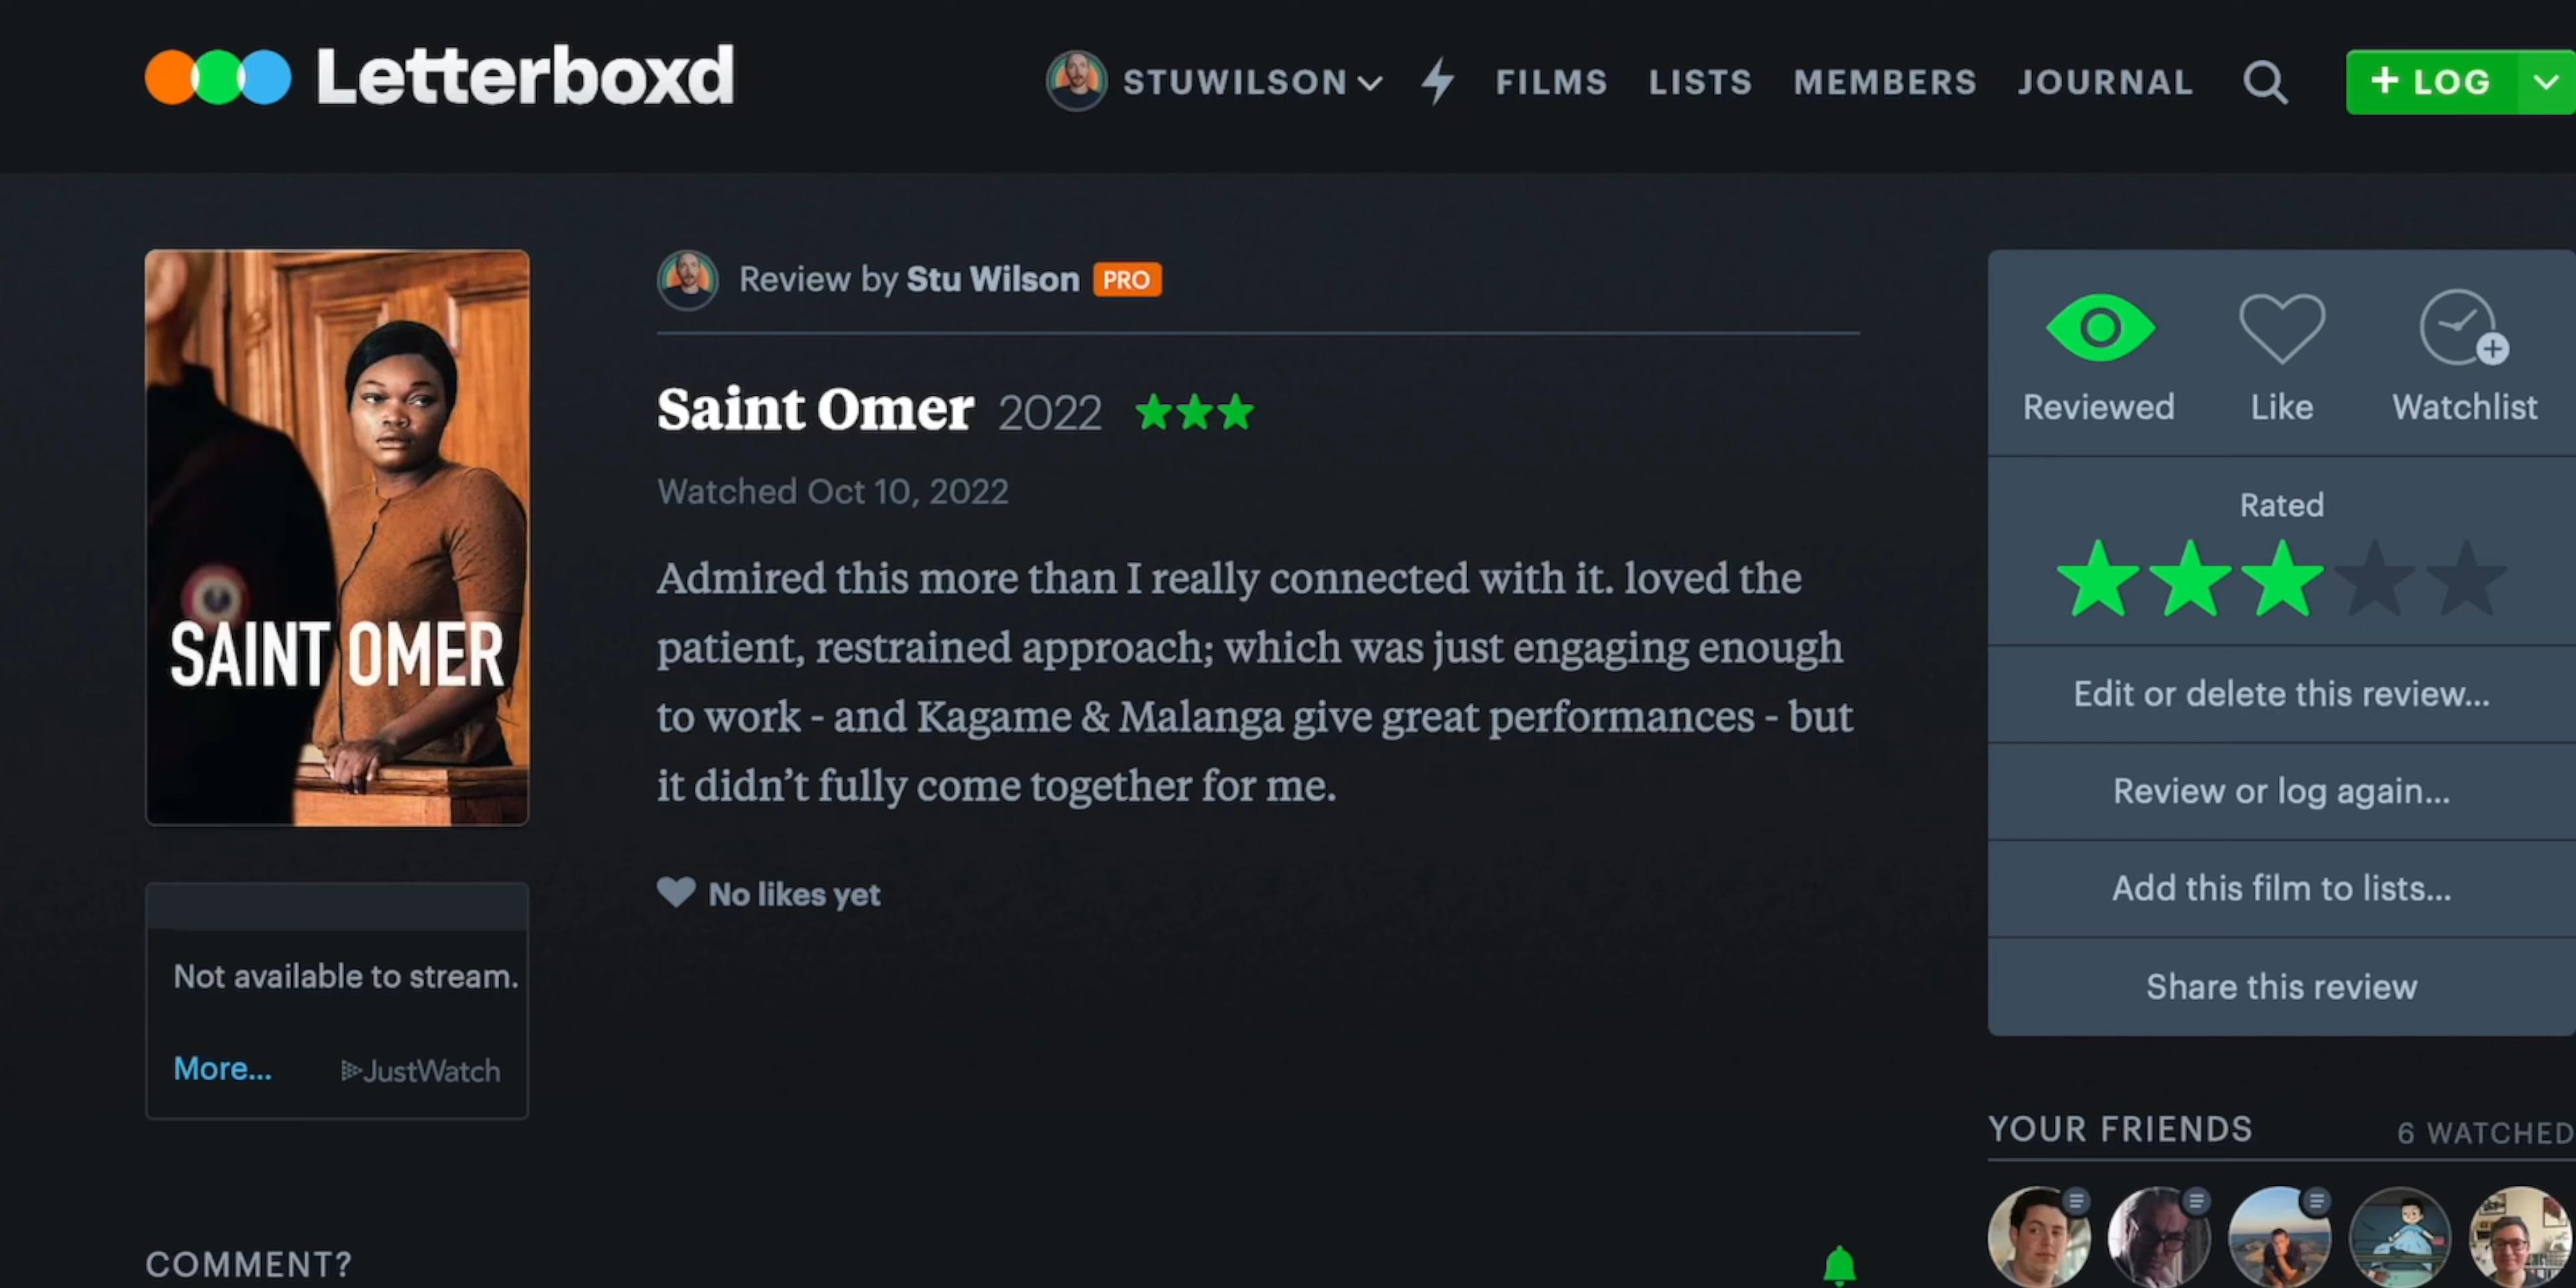 Letterboxd
STUWILSON
FILMS
LISTS
MEMBERS
JOURNAL
+ LOG
Review by Stu Wilson PRO
Saint Omer 2022 ★★★
Watched Oct 10, 2022
Admired this more than I really connected with it. loved the
patient, restrained approach; which was just engaging enough
to work - and Kagame & Malanga give great performances - but
it didn’t fully come together for me.
No likes yet
SAINT OMER
Not available to stream.
More...
JustWatch
COMMENT?
Reviewed
Like
Watchlist
Rated
Edit or delete this review...
Review or log again...
Add this film to lists...
Share this review
YOUR FRIENDS
6 WATCHED